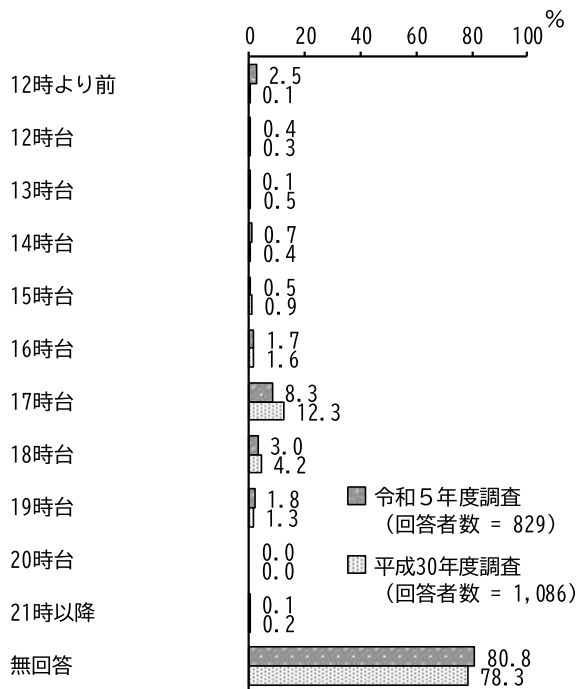 %
0 20 40 60 80 100
12時より前 2.5
0.1
12時台 0.4
0.3
13時台 0.1
0.5
14時台 0.7
0.4
15時台 0.5
0.9
16時台 1.7
1.6
17時台 8.3
12.3
18時台 3.0
4.2
19時台 1.8
1.3
20時台 0.0
0.0
21時以降 0.1
0.2
無回答 80.8
78.3
令和5年度調査
（回答者数 = 829）
平成30年度調査
（回答者数 = 1,086）